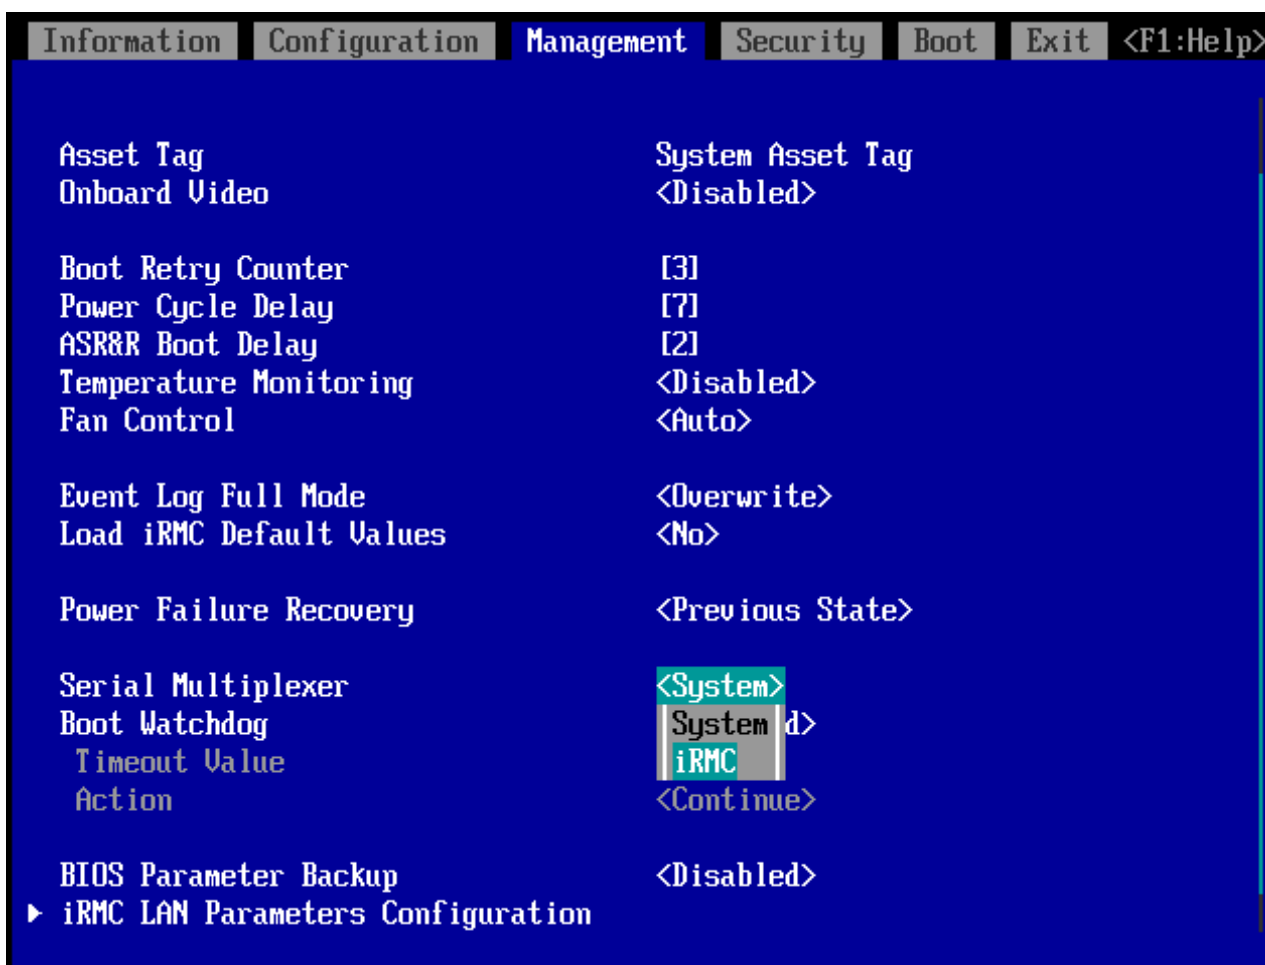 Information Configuration Management Security Boot Exit <F1:Help>
Asset Tag System Asset Tag
Onboard Video <Disabled>
Boot Retry Counter [3]
Power Cycle Delay [7]
ASR&R Boot Delay [2]
Temperature Monitoring <Disabled>
Fan Control <Auto>
Event Log Full Mode <Overwrite>
Load iRMC Default Values <No>
Power Failure Recovery <Previous State>
Serial Multiplexer <System>
Boot Watchdog System d>
Timeout Value iRMC
Action <Continue>
BIOS Parameter Backup <Disabled>
iRMC LAN Parameters Configuration